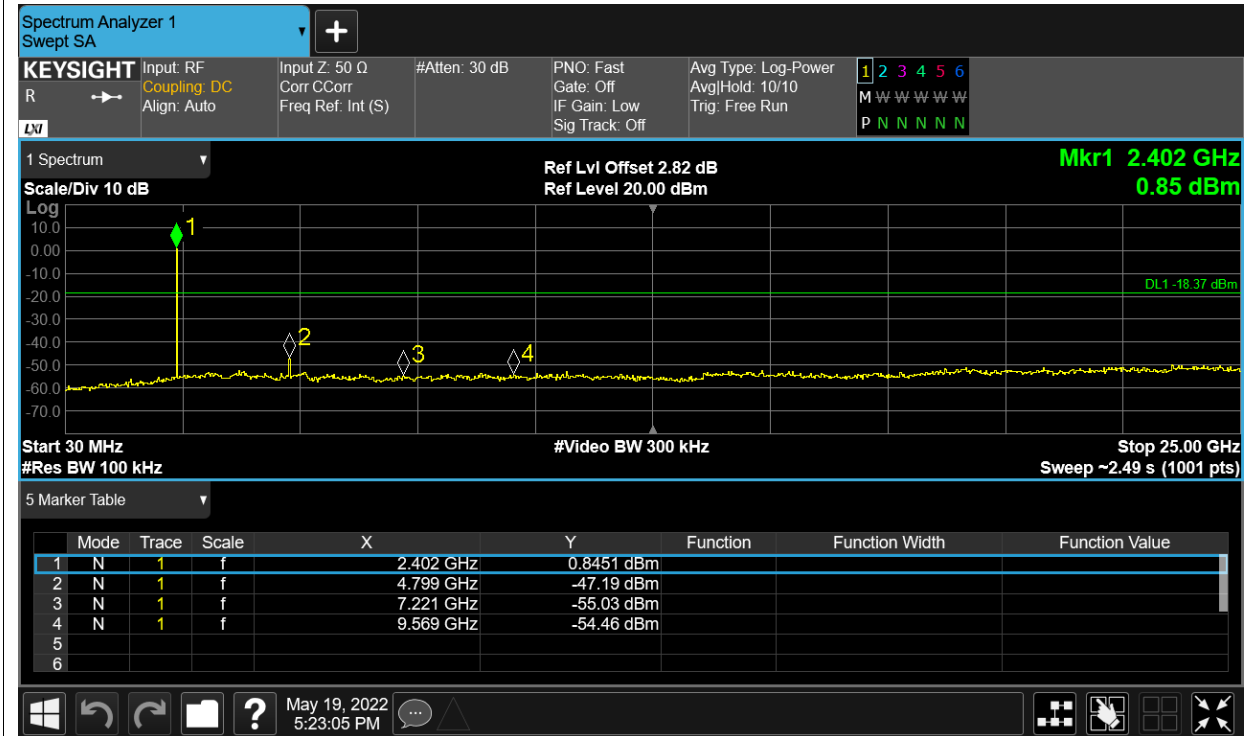 Spectrum Analyzer 1
Swept SA
+
KEYSIGHT
R
LXI
Input: RF
Coupling: DC
Align: Auto
Input Z: 50 Ω
Corr CCorr
Freq Ref: Int (S)
#Atten: 30 dB
PNO: Fast
Gate: Off
IF Gain: Low
Sig Track: Off
Avg Type: Log-Power
Avg|Hold: 10/10
Trig: Free Run
1 2 3 4 5 6
M W W W W W
P N N N N N
1 Spectrum
Scale/Div 10 dB
Ref Lvl Offset 2.82 dB
Ref Level 20.00 dBm
Mkr1 2.402 GHz
0.85 dBm
Log
10.0
0.00
-10.0
-20.0
-30.0
-40.0
-50.0
-60.0
-70.0
1
2
3
4
DL1 -18.37 dBm
Start 30 MHz
#Res BW 100 kHz
#Video BW 300 kHz
Stop 25.00 GHz
Sweep ~2.49 s (1001 pts)
5 Marker Table
Mode Trace Scale X Y Function Function Width Function Value
1 N 1 f 2.402 GHz 0.8451 dBm
2 N 1 f 4.799 GHz -47.19 dBm
3 N 1 f 7.221 GHz -55.03 dBm
4 N 1 f 9.569 GHz -54.46 dBm
5
6
?
May 19, 2022
5:23:05 PM